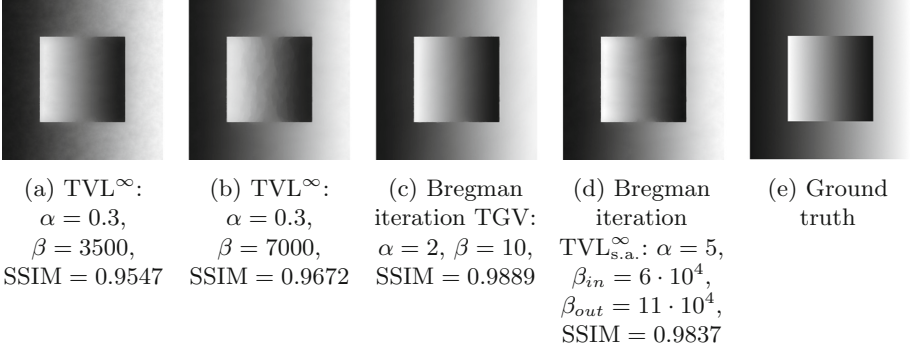 (a) TVL∞:
α = 0.3,
β = 3500,
SSIM = 0.9547
(b) TVL∞:
α = 0.3,
β = 7000,
SSIM = 0.9672
(c) Bregman
iteration TGV:
α = 2, β = 10,
SSIM = 0.9889
(d) Bregman
iteration
TVL∞s.a.: α = 5,
βin = 6 · 10⁴,
βout = 11 · 10⁴,
SSIM = 0.9837
(e) Ground
truth